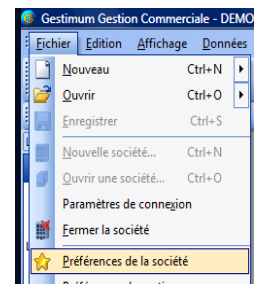 Gestimum Gestion Commerciale - DEMO
Fichier Edition Affichage Données
Nouveau Ctrl+N
Ouvrir Ctrl+O
Enregistrer Ctrl+S
Nouvelle société... Ctrl+N
Ouvrir une société... Ctrl+O
Paramètres de connexion
Fermer la société
Préférences de la société